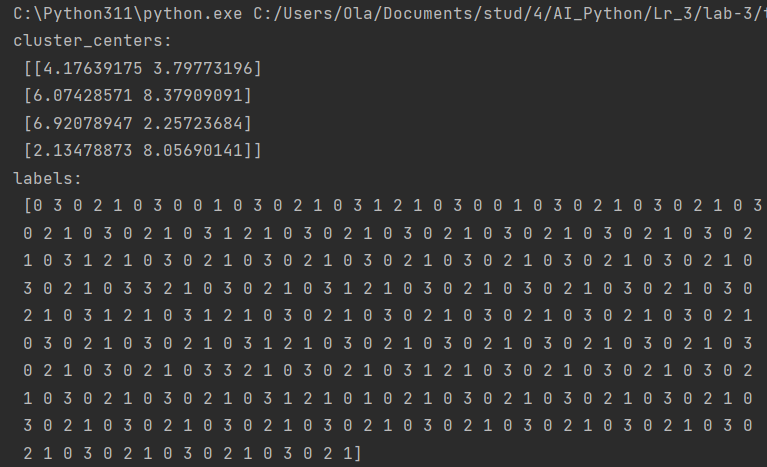 C:\Python311\python.exe C:/Users/Ola/Documents/stud/4/AI_Python/Lr_3/lab-3/
cluster_centers:
[[4.17639175 3.79773196]
[6.07428571 8.37909091]
[6.92078947 2.25723684]
[2.13478873 8.05690141]]
labels:
[0 3 0 2 1 0 3 0 0 1 0 3 0 2 1 0 3 1 2 1 0 3 0 0 1 0 3 0 2 1 0 3 0 2 1 0 3
0 2 1 0 3 0 2 1 0 3 1 2 1 0 3 0 2 1 0 3 0 2 1 0 3 0 2 1 0 3 0 2 1 0 3 0 2
1 0 3 1 2 1 0 3 0 2 1 0 3 0 2 1 0 3 0 2 1 0 3 0 2 1 0 3 0 2 1 0 3 0 2 1 0
3 0 2 1 0 3 3 2 1 0 3 0 2 1 0 3 1 2 1 0 3 0 2 1 0 3 0 2 1 0 3 0 2 1 0 3 0
2 1 0 3 1 2 1 0 3 1 2 1 0 3 0 2 1 0 3 0 2 1 0 3 0 2 1 0 3 0 2 1 0 3 0 2 1
0 3 0 2 1 0 3 0 2 1 0 3 1 2 1 0 3 0 2 1 0 3 0 2 1 0 3 0 2 1 0 3 0 2 1 0 3
0 2 1 0 3 0 2 1 0 3 3 2 1 0 3 0 2 1 0 3 1 2 1 0 3 0 2 1 0 3 0 2 1 0 3 0 2
1 0 3 0 2 1 0 3 0 2 1 0 3 1 2 1 0 1 0 2 1 0 3 0 2 1 0 3 0 2 1 0 3 0 2 1 0
3 0 2 1 0 3 0 2 1 0 3 0 2 1 0 3 0 2 1 0 3 0 2 1 0 3 0 2 1 0 3 0 2 1 0 3 0
2 1 0 3 0 2 1 0 3 0 2 1 0 3 0 2 1]